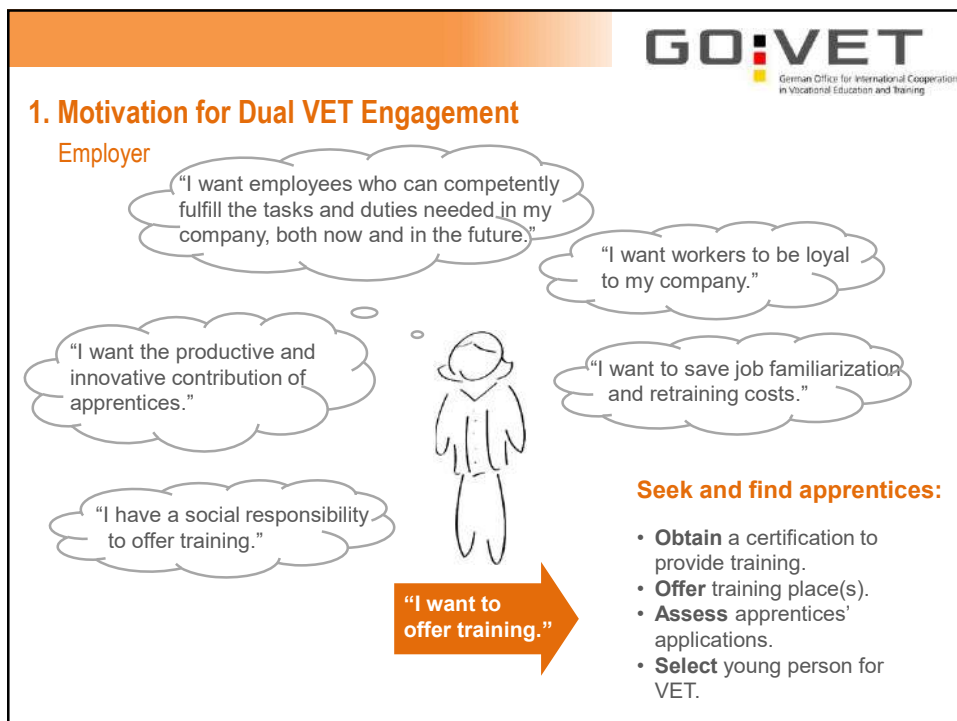 GO:VET
German Office for International Cooperation
in Vocational Education and Training
1. Motivation for Dual VET Engagement
Employer
“I want employees who can competently
fulfill the tasks and duties needed in my
company, both now and in the future.”
“I want workers to be loyal
to my company.”
“I want the productive and
innovative contribution of
apprentices.”
“I want to save job familiarization
and retraining costs.”
“I have a social responsibility
to offer training.”
“I want to
offer training.”
Seek and find apprentices:
• Obtain a certification to
provide training.
• Offer training place(s).
• Assess apprentices’
applications.
• Select young person for
VET.